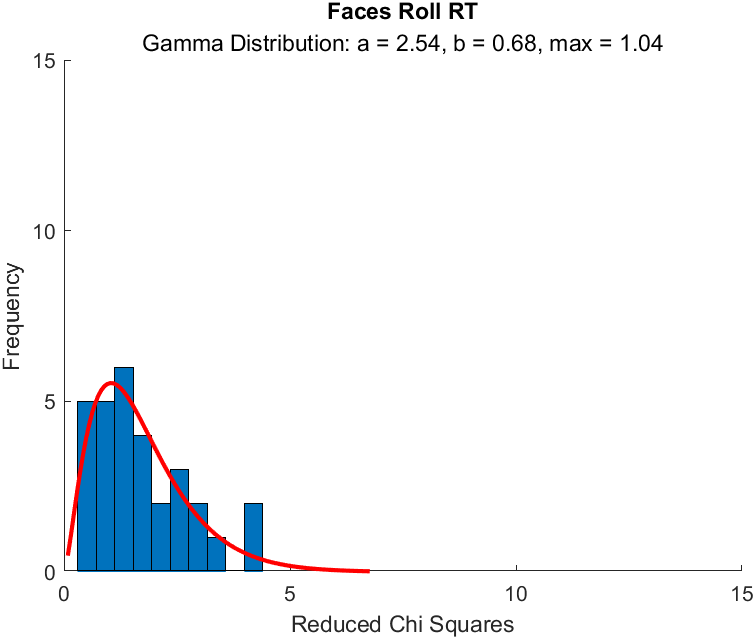 Faces Roll RT
Gamma Distribution: a = 2.54, b = 0.68, max = 1.04
15
10
5
0
Frequency
0 5 10 15
Reduced Chi Squares